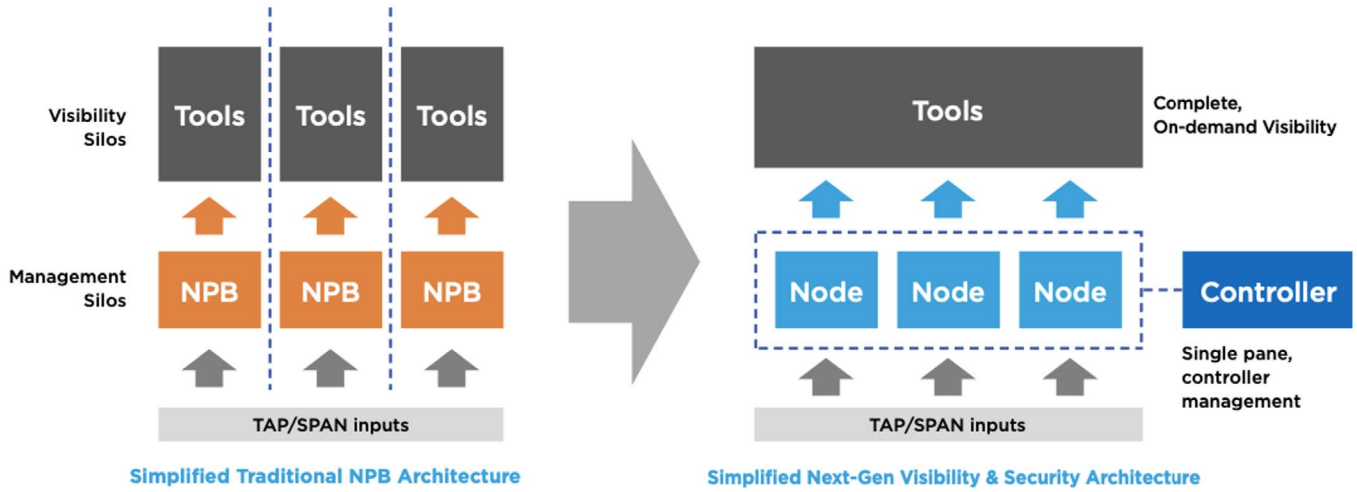 Visibility
Silos
Tools
Tools
Tools
Management
Silos
NPB
NPB
NPB
TAP/SPAN inputs
Simplified Traditional NPB Architecture
Tools
Complete,
On-demand Visibility
Node
Node
Node
Controller
Single pane,
controller
management
TAP/SPAN inputs
Simplified Next-Gen Visibility & Security Architecture